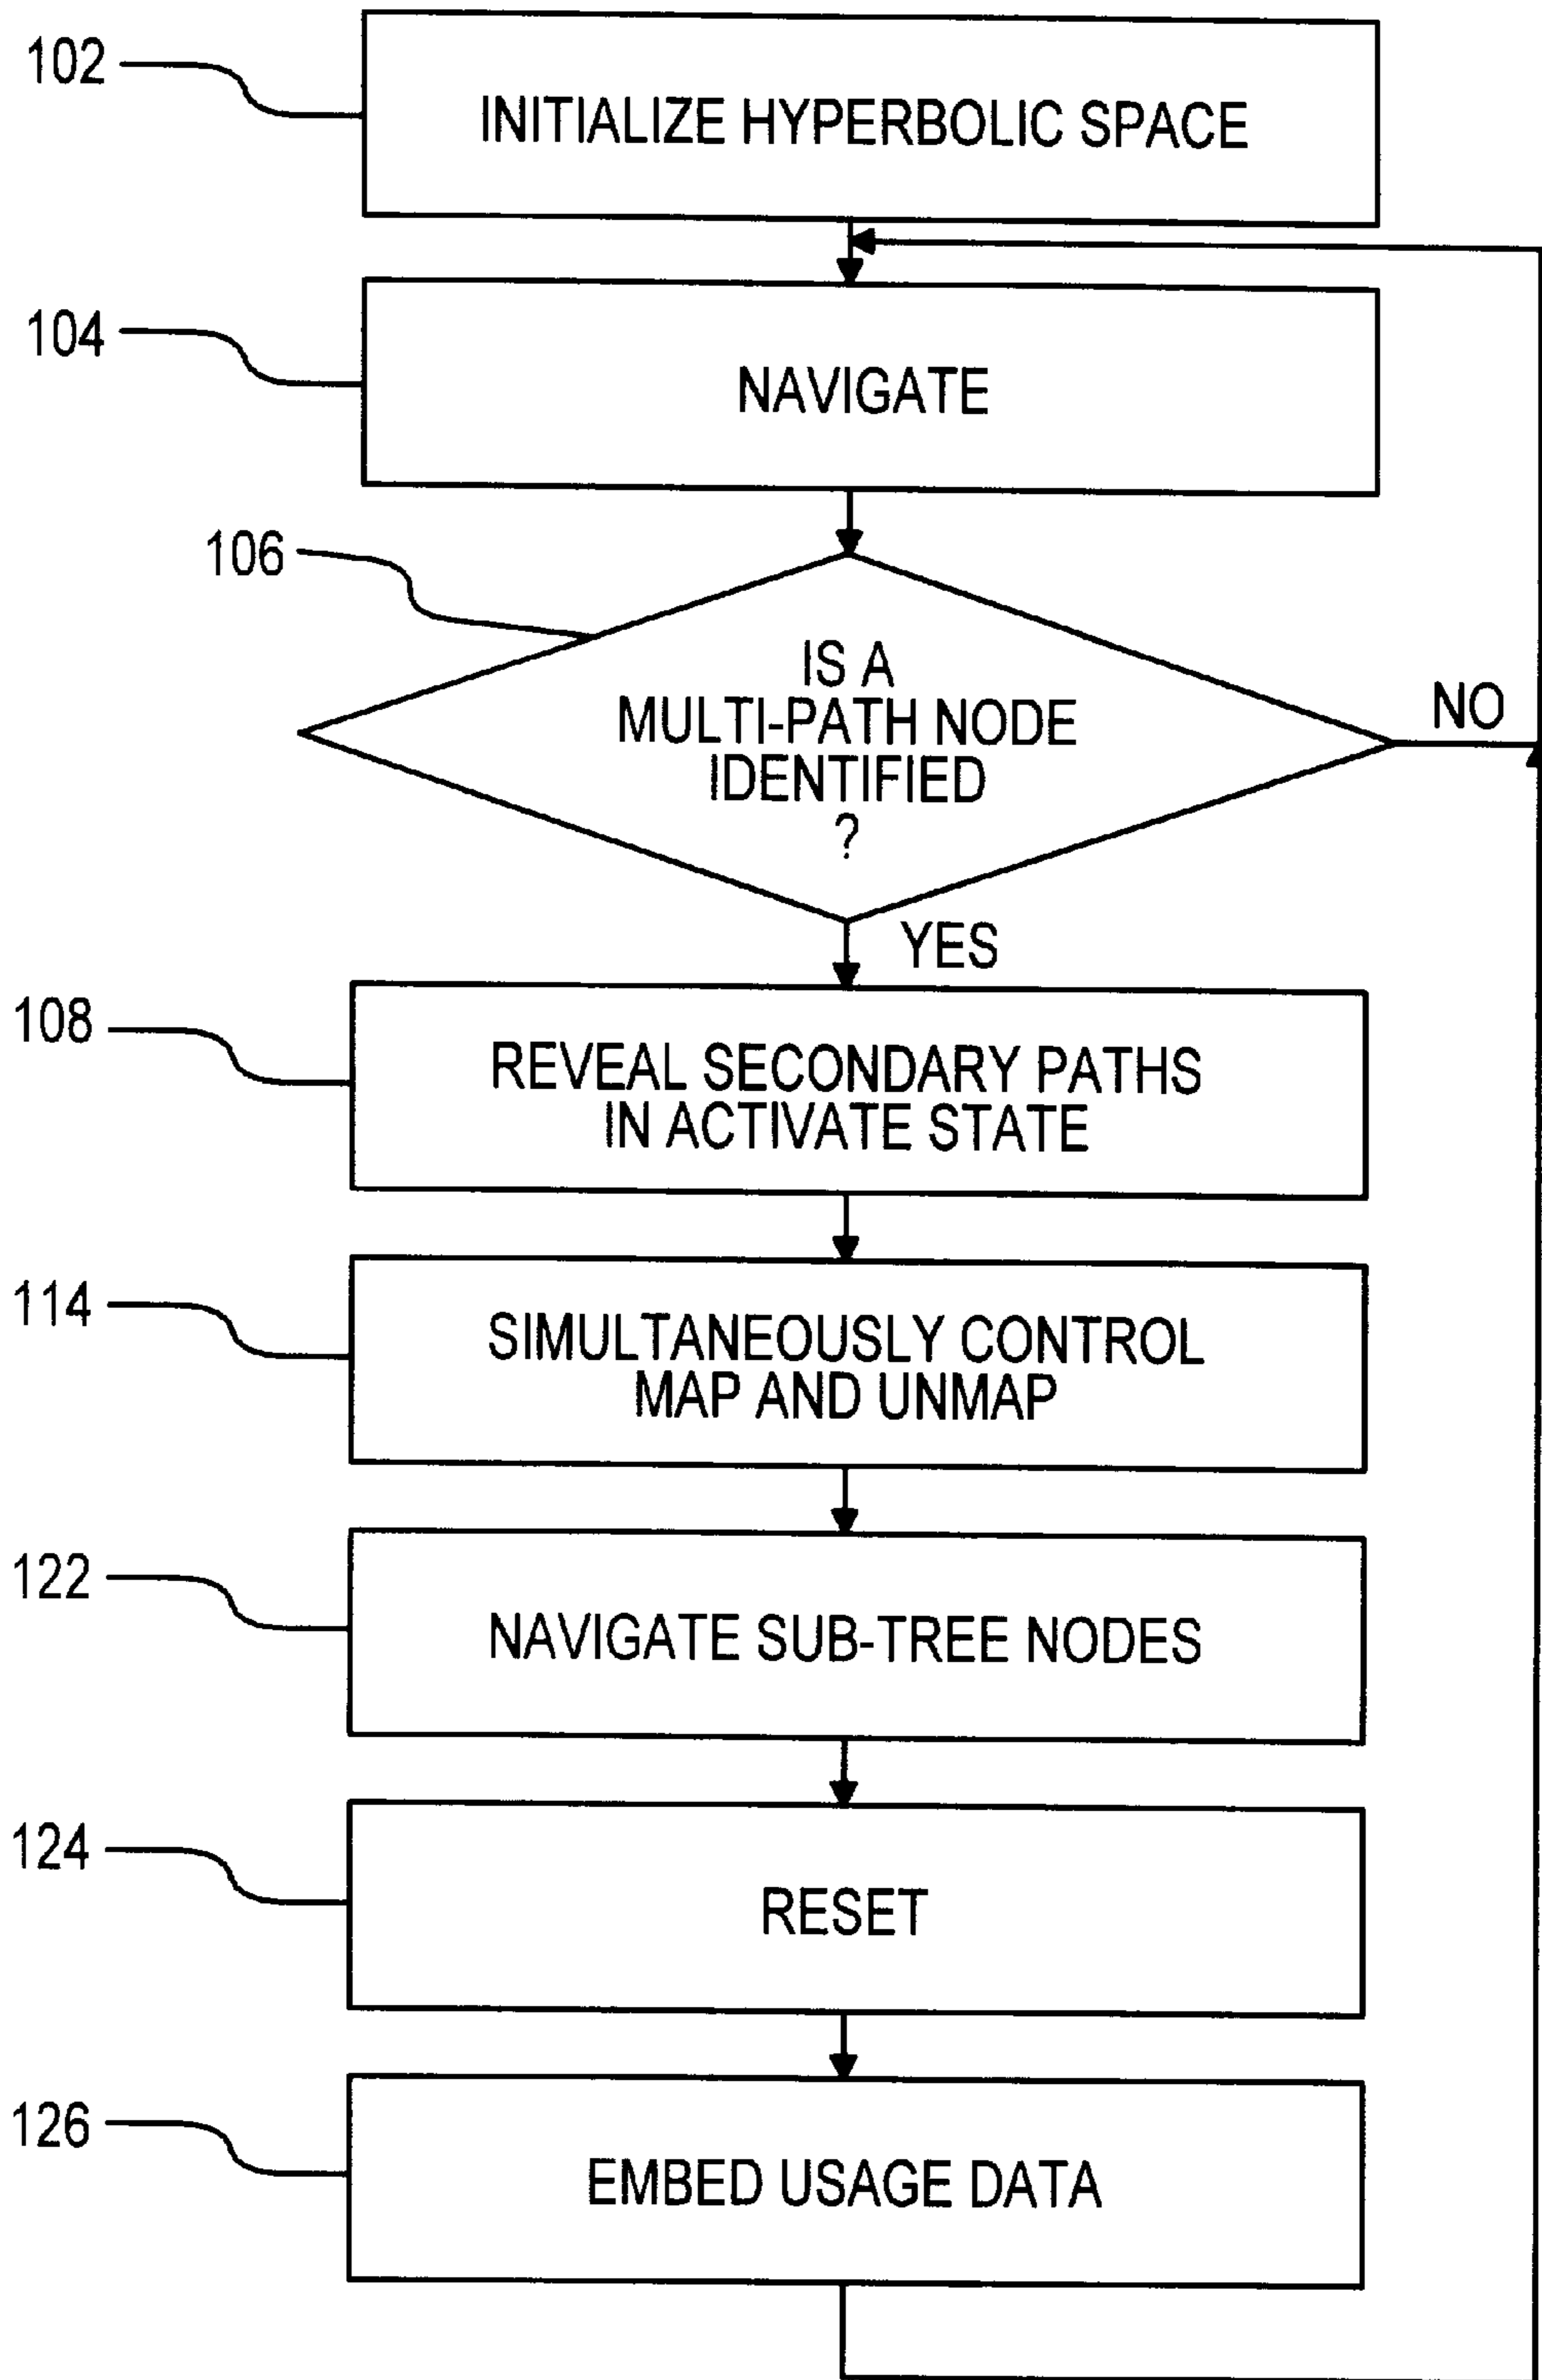 102
INITIALIZE HYPERBOLIC SPACE
104
NAVIGATE
106
IS A
MULTI-PATH NODE
IDENTIFIED
?
NO
YES
108
REVEAL SECONDARY PATHS
IN ACTIVATE STATE
114
SIMULTANEOUSLY CONTROL
MAP AND UNMAP
122
NAVIGATE SUB-TREE NODES
124
RESET
126
EMBED USAGE DATA